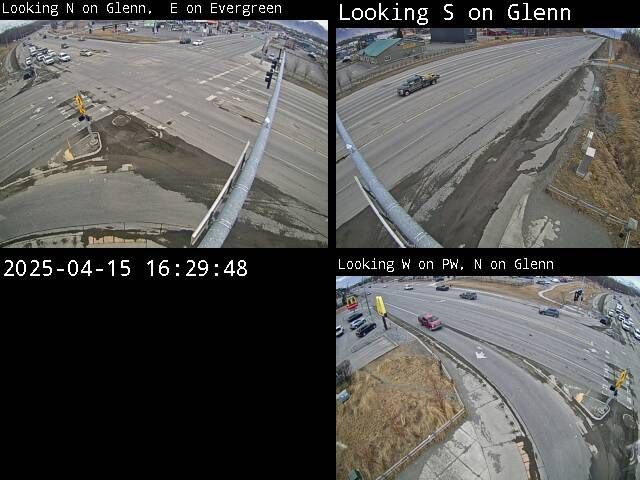 Looking N on Glenn,  E on Evergreen
Looking S on Glenn
2025-04-15 16:29:48
Looking W on PW, N on Glenn